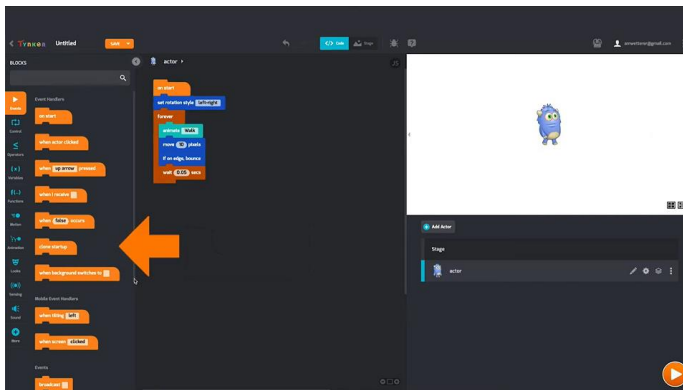 Tynker
Untitled
Code
Stage
BLOCKS
actor
JS
Event Handlers
on start
when actor clicked
when up arrow pressed
when I receive
when false occurs
clone startup
when background switches to
Mobile Event Handlers
when tilting left
when screen clicked
Events
broadcast
Events
Control
Operators
Variables
Functions
Motion
Animation
Looks
Sensing
Sound
More
on start
set rotation style left-right
forever
animate Walk
move 10 pixels
if on edge, bounce
wait 0.05 secs
Add Actor
Stage
actor